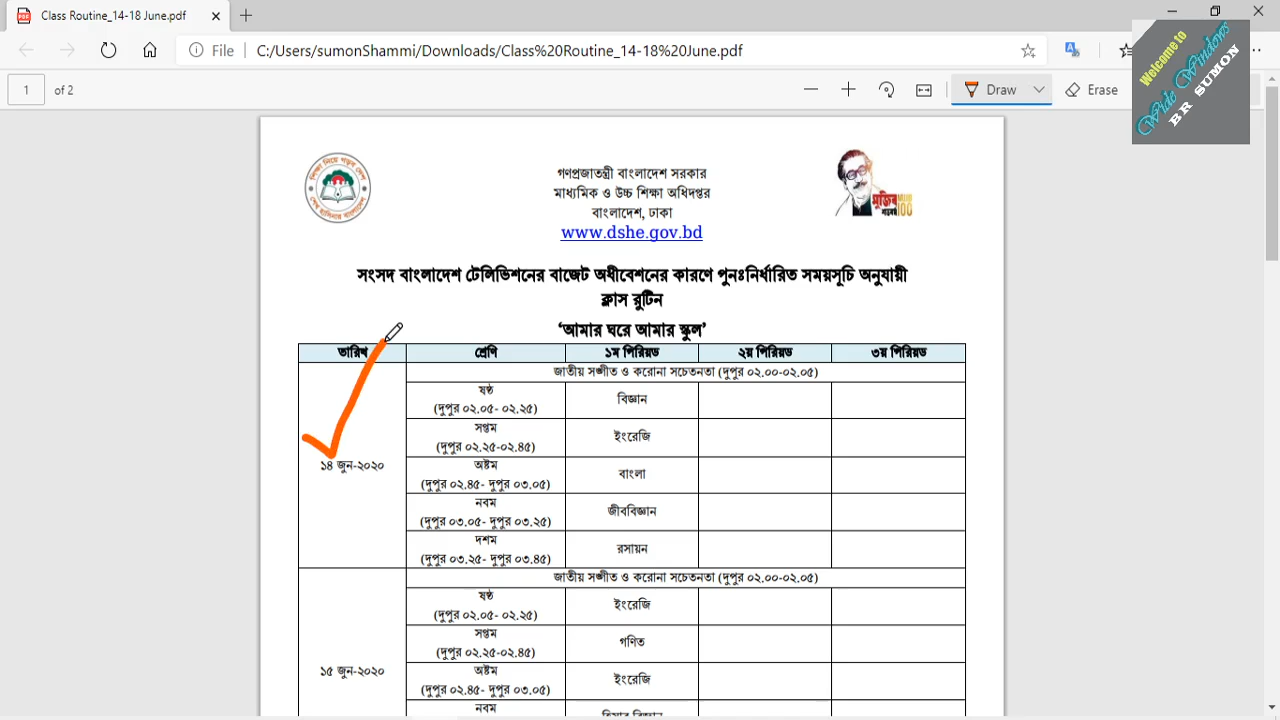 Class Routine_14-18 June.pdf
File C:/Users/sumonShammi/Downloads/Class%20Routine_14-18%20June.pdf
1 of 2
Draw
Erase
Welcome to
Wide Windows
BR SUMON
গণপ্রজাতন্ত্রী বাংলাদেশ সরকার
মাধ্যমিক ও উচ্চ শিক্ষা অধিদপ্তর
বাংলাদেশ, ঢাকা
www.dshe.gov.bd
শিক্ষা নিয়ে গড়ব দেশ
শেখ হাসিনার বাংলাদেশ
মুজিব
100
সংসদ বাংলাদেশ টেলিভিশনের বাজেট অধীবেশনের কারণে পুনঃনির্ধারিত সময়সূচি অনুযায়ী
ক্লাস রুটিন
‘আমার ঘরে আমার স্কুল’
তারিখ শ্রেণি ১ম পিরিয়ড ২য় পিরিয়ড ৩য় পিরিয়ড
জাতীয় সঙ্গীত ও করোনা সচেতনতা (দুপুর ০২.০০-০২.০৫)
ষষ্ঠ
(দুপুর ০২.০৫- ০২.২৫) বিজ্ঞান
সপ্তম
(দুপুর ০২.২৫-০২.৪৫) ইংরেজি
১৪ জুন-২০২০
অষ্টম
(দুপুর ০২.৪৫- দুপুর ০৩.০৫) বাংলা
নবম
(দুপুর ০৩.০৫- দুপুর ০৩.২৫) জীববিজ্ঞান
দশম
(দুপুর ০৩.২৫- দুপুর ০৩.৪৫) রসায়ন
জাতীয় সঙ্গীত ও করোনা সচেতনতা (দুপুর ০২.০০-০২.০৫)
ষষ্ঠ
(দুপুর ০২.০৫- ০২.২৫) ইংরেজি
সপ্তম
(দুপুর ০২.২৫-০২.৪৫) গণিত
১৫ জুন-২০২০
অষ্টম
(দুপুর ০২.৪৫- দুপুর ০৩.০৫) ইংরেজি
নবম